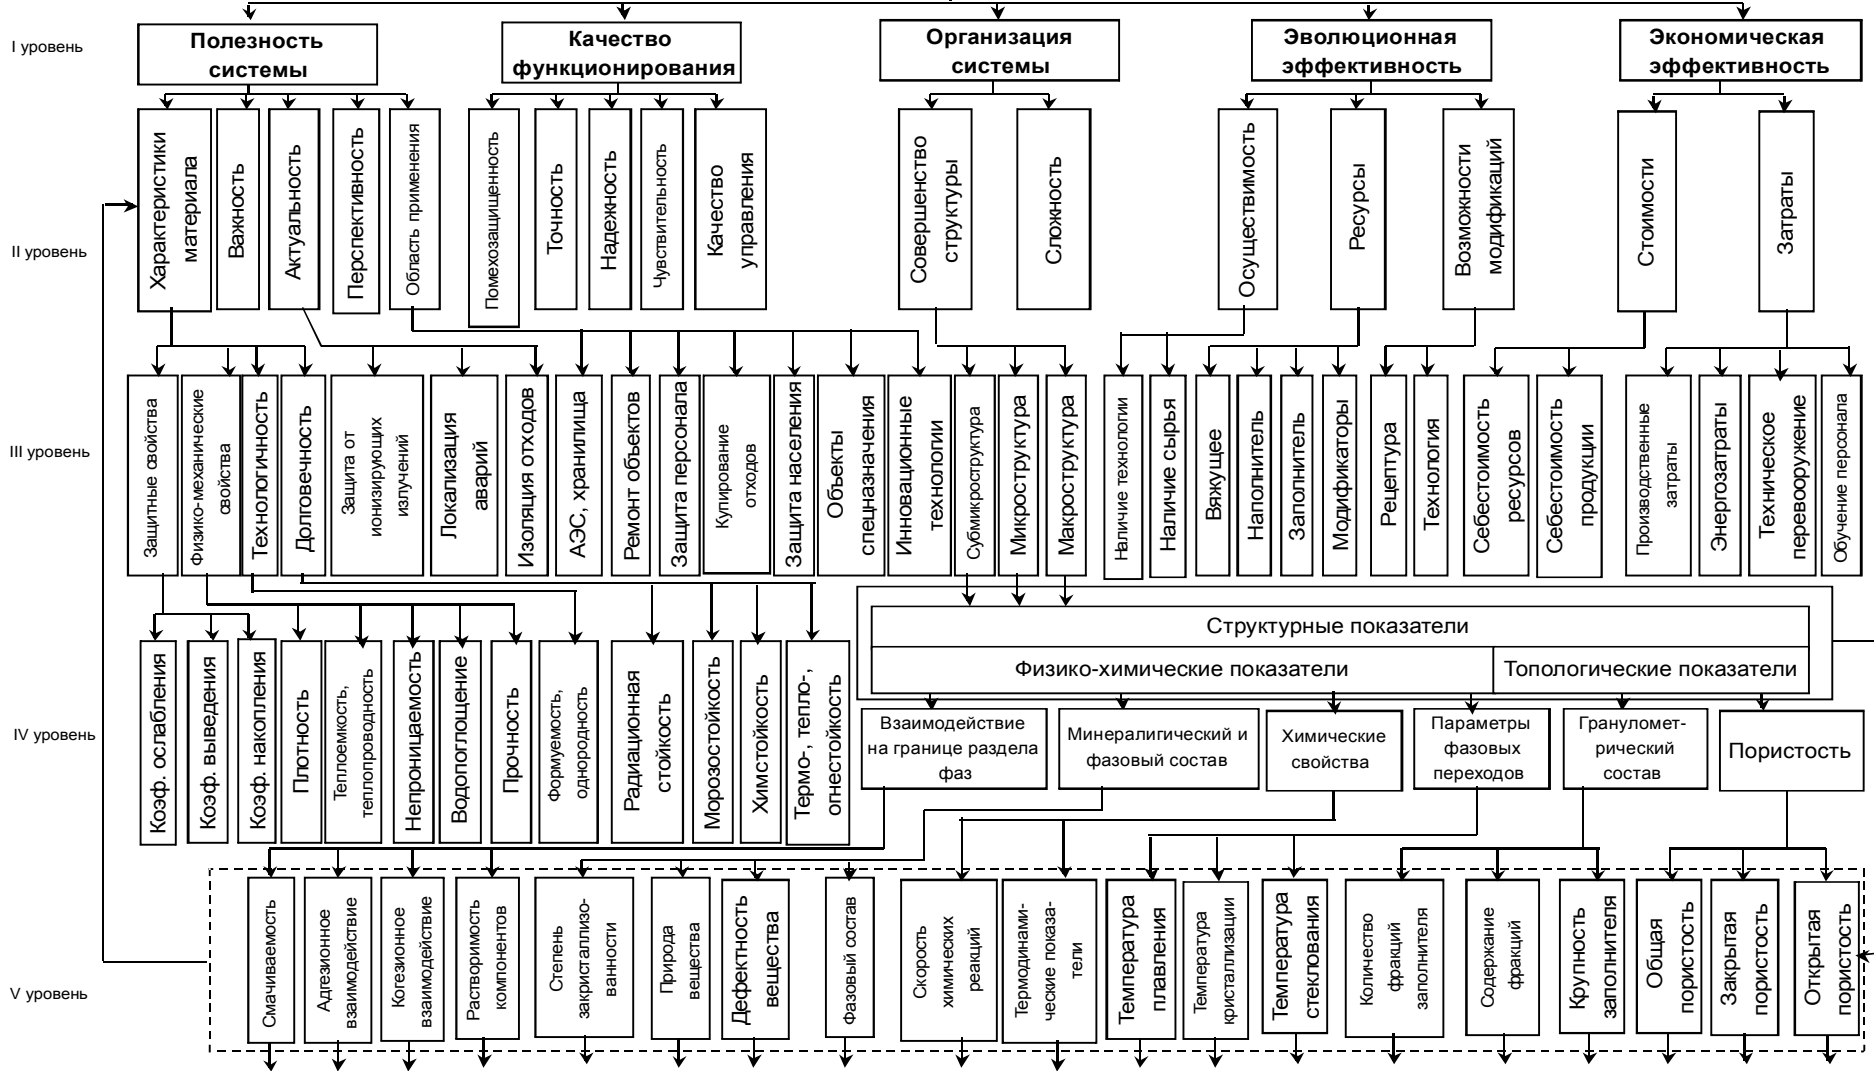 I уровень
Полезность
системы
Качество
функционирования
Организация
системы
Эволюционная
эффективность
Экономическая
эффективность
II уровень
Характеристики
материала
Важность
Актуальность
Перспективность
Область применения
Помехозащищенность
Точность
Надежность
Чувствительность
Качество
управления
Совершенство
структуры
Сложность
Осуществимость
Ресурсы
Возможности
модификаций
Стоимости
Затраты
III уровень
Защитные свойства
Физико-механические
свойства
Технологичность
Долговечность
Защита от
ионизирующих
излучений
Локализация
аварий
Изоляция отходов
АЭС, хранилища
Ремонт объектов
Защита персонала
Купирование
отходов
Защита населения
Объекты
спецназначения
Инновационные
технологии
Субмикроструктура
Микроструктура
Макроструктура
Наличие технологии
Наличие сырья
Вяжущее
Наполнитель
Заполнитель
Модификаторы
Рецептура
Технология
Себестоимость
ресурсов
Себестоимость
продукции
Производственные
затраты
Энергозатраты
Техническое
перевооружение
Обучение персонала
IV уровень
Коэф. ослабления
Коэф. выведения
Коэф. накопления
Плотность
Теплоемкость,
теплопроводность
Непроницаемость
Водопоглощение
Прочность
Формуемость,
однородность
Радиационная
стойкость
Морозостойкость
Химстойкость
Термо-, тепло-,
огнестойкость
Структурные показатели
Физико-химические показатели
Топологические показатели
Взаимодействие
на границе раздела
фаз
Минералигический и
фазовый состав
Химические
свойства
Параметры
фазовых
переходов
Грануломет-
рический
состав
Пористость
V уровень
Смачиваемость
Адгезионное
взаимодействие
Когезионное
взаимодействие
Растворимость
компонентов
Степень
закристаллизо-
ванности
Природа
вещества
Дефектность
вещества
Фазовый состав
Скорость
химических
реакций
Термодинами-
ческие показа-
тели
Температура
плавления
Температура
кристаллизации
Температура
стеклования
Количество
фракций
заполнителя
Содержание
фракций
Крупность
заполнителя
Общая
пористость
Закрытая
пористость
Открытая
пористость